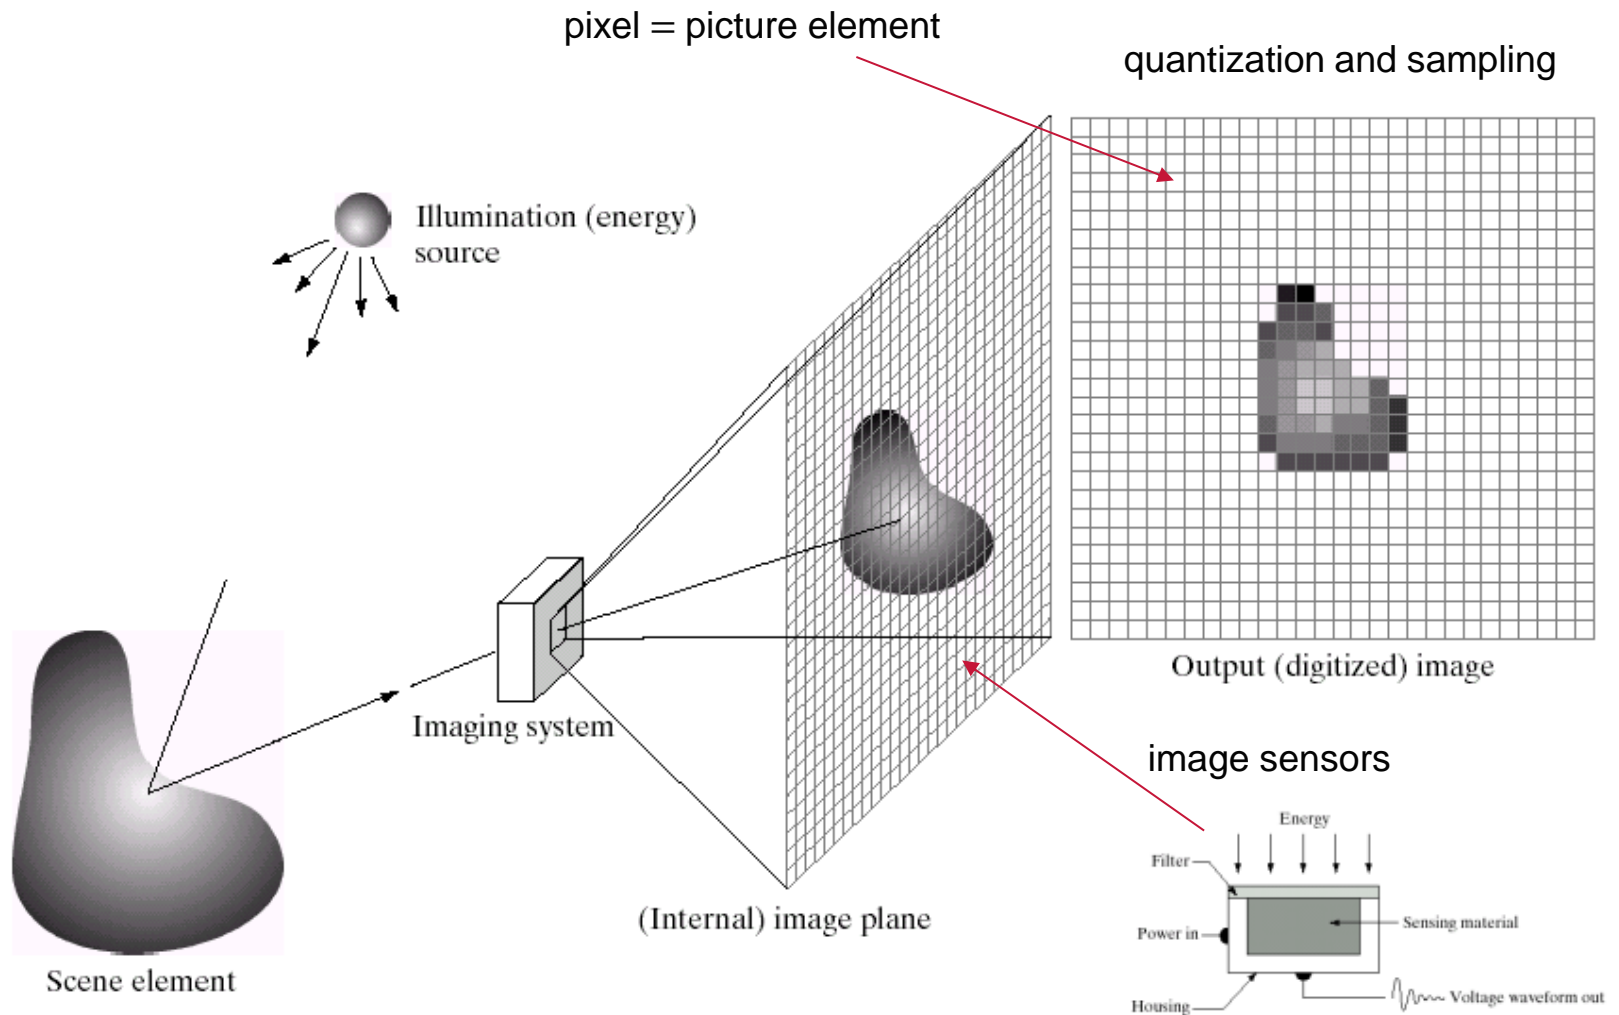 pixel = picture element
quantization and sampling
Illumination (energy)
source
Output (digitized) image
Imaging system
image sensors
Energy
Filter
(Internal) image plane
Sensing material
Power in
Scene element
Housing
Voltage waveform out